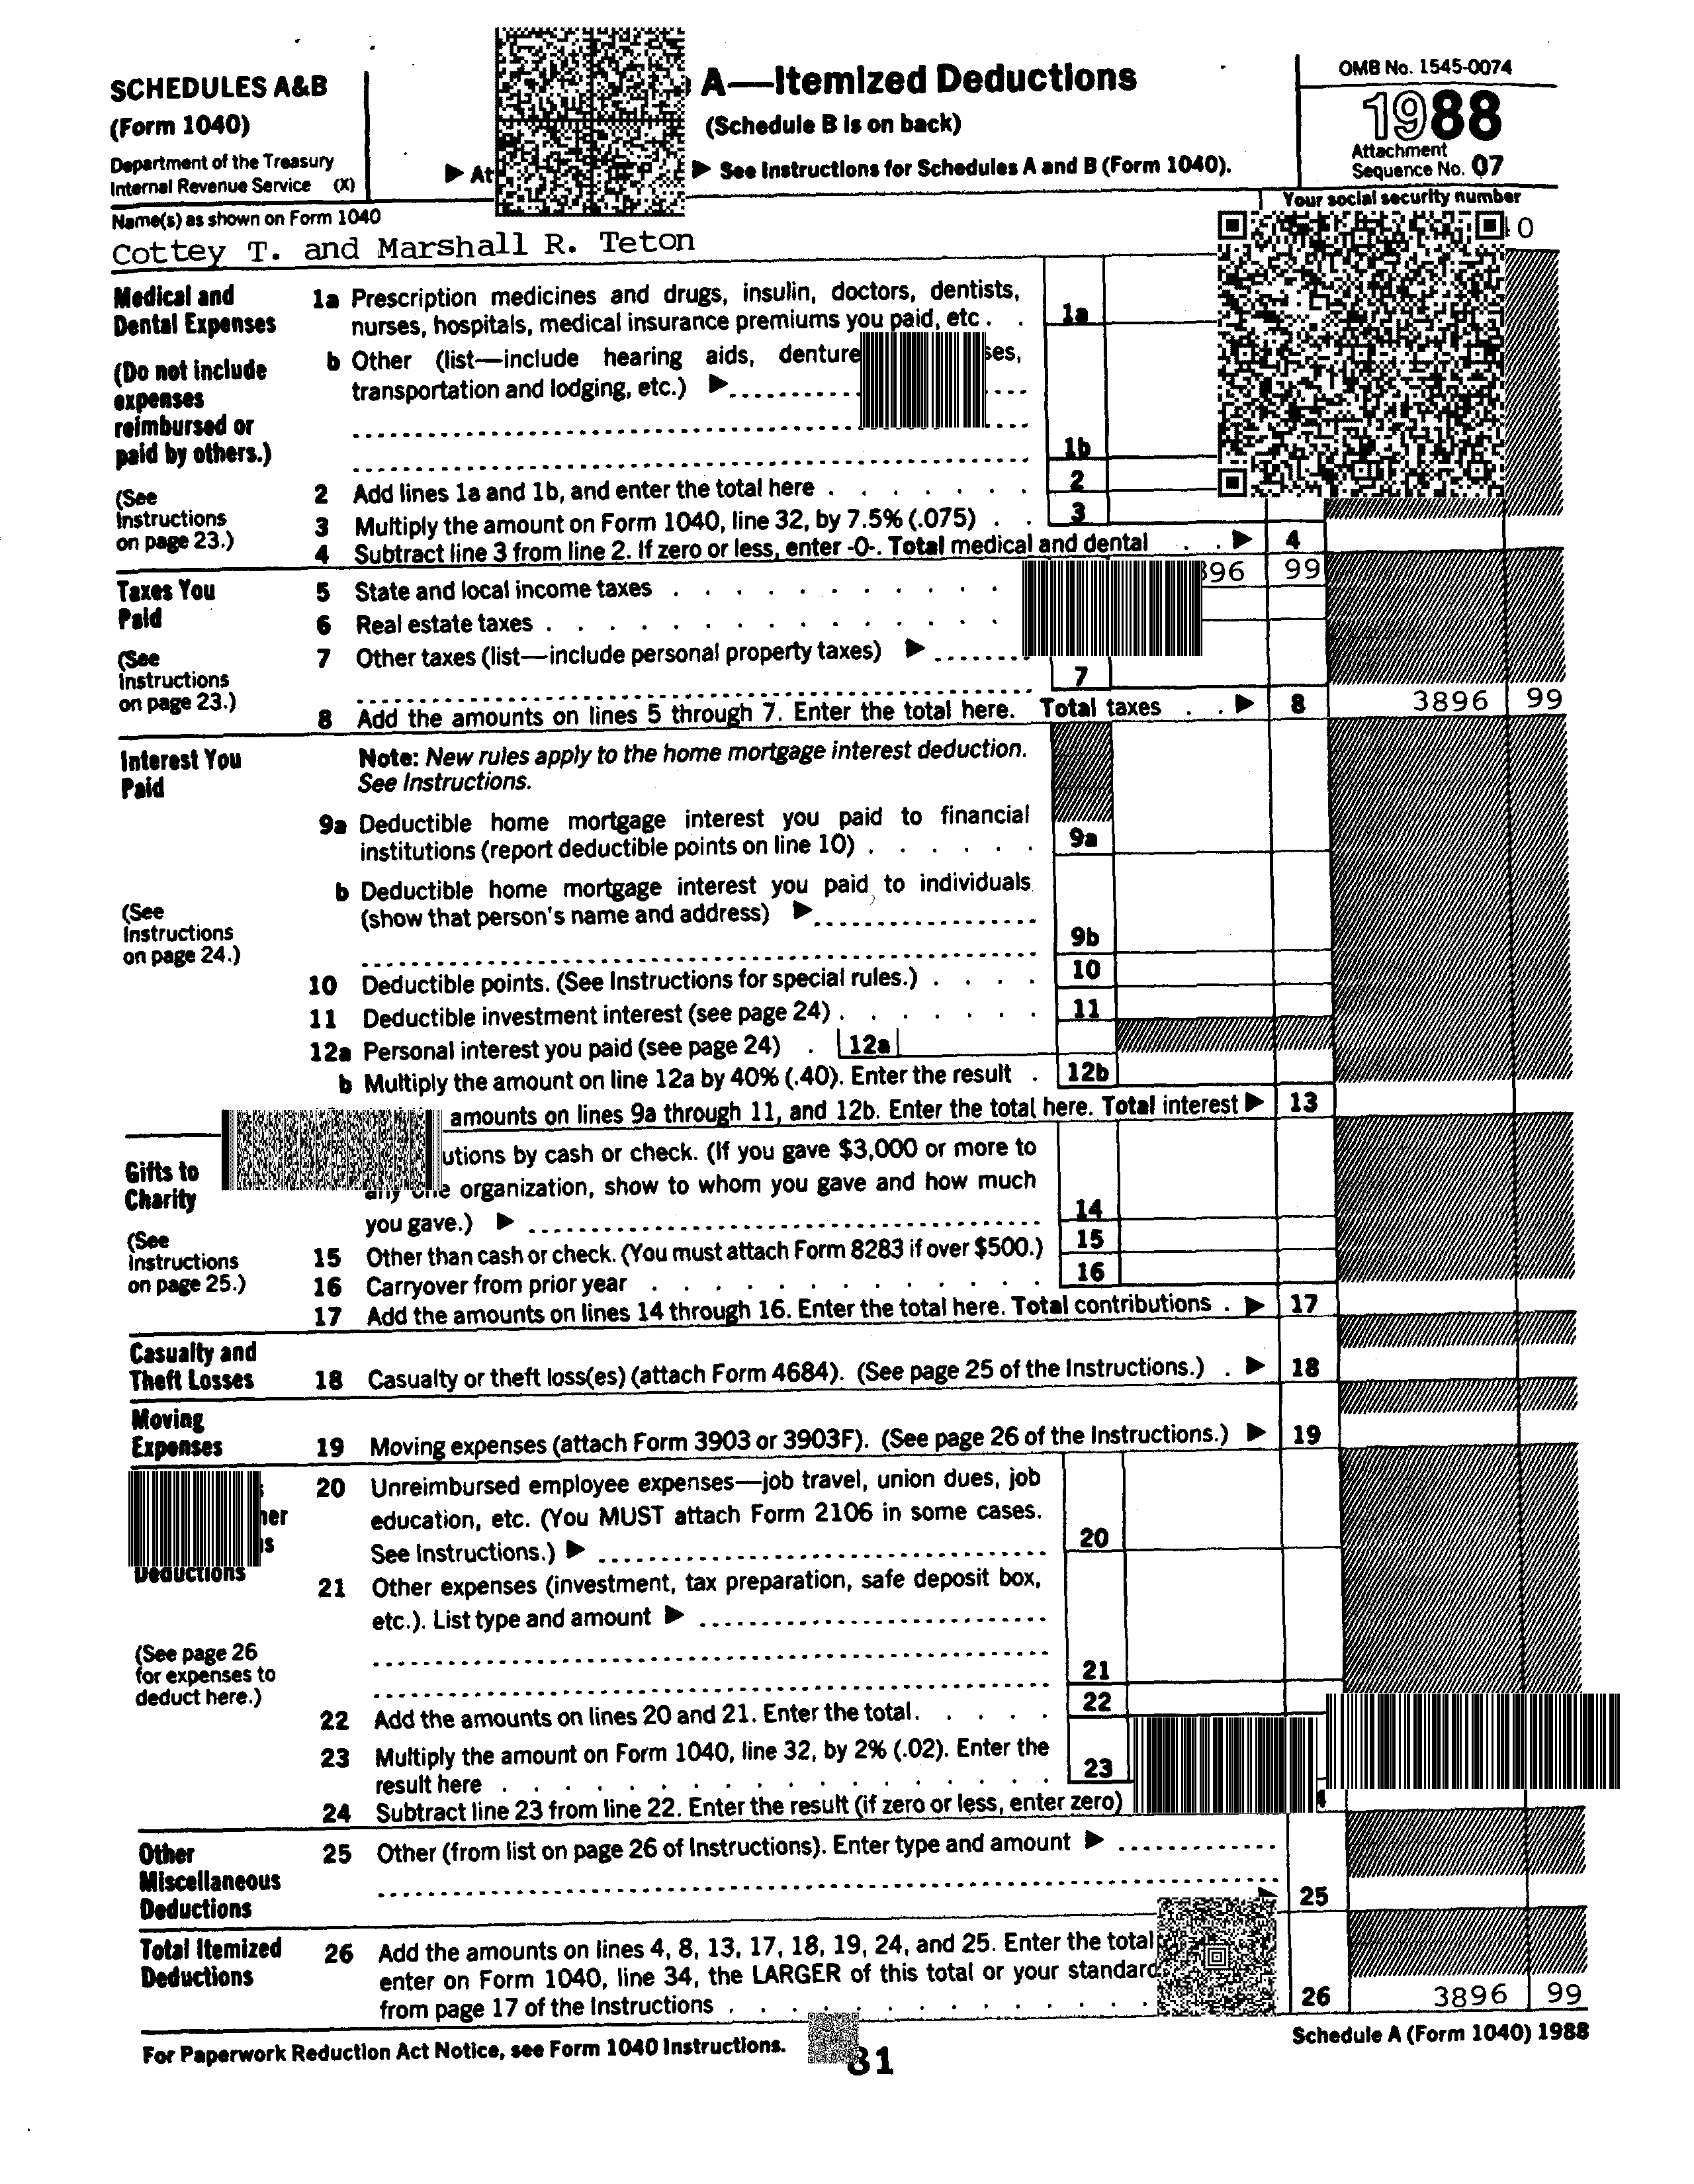 SCHEDULES A&B
(Form 1040)
Department of the Treasury
Internal Revenue Service (X)
A—Itemized Deductions
(Schedule B is on back)
▶ See Instructions for Schedules A and B (Form 1040).
OMB No. 1545-0074
1988
Attachment
Sequence No. 07
Name(s) as shown on Form 1040
Your social security number
Cottey T. and Marshall R. Teton
0
Medical and
Dental Expenses
(Do not include
expenses
reimbursed or
paid by others.)
(See
Instructions
on page 23.)
1a Prescription medicines and drugs, insulin, doctors, dentists,
nurses, hospitals, medical insurance premiums you paid, etc . . 1a
b Other (list—include hearing aids,
transportation and lodging, etc.) ▶
1b
2 Add lines 1a and 1b, and enter the total here . . . . . . . 2
3 Multiply the amount on Form 1040, line 32, by 7.5% (.075) . . 3
4 Subtract line 3 from line 2. If zero or less, enter -0-. Total medical and dental . . ▶ 4
Taxes You
Paid
(See
Instructions
on page 23.)
5 State and local income taxes . . . . . . . . . . . 96 99
6 Real estate taxes . . . . . . . . . . . . . .
7 Other taxes (list—include personal property taxes) ▶
7
8 Add the amounts on lines 5 through 7. Enter the total here. Total taxes . . ▶ 8 3896 99
Interest You
Paid
(See
Instructions
on page 24.)
Note: New rules apply to the home mortgage interest deduction.
See Instructions.
9a Deductible home mortgage interest you paid to financial
institutions (report deductible points on line 10) . . . . . . 9a
b Deductible home mortgage interest you paid to individuals
(show that person's name and address) ▶
9b
10 Deductible points. (See Instructions for special rules.) . . . . 10
11 Deductible investment interest (see page 24) . . . . . . . 11
12a Personal interest you paid (see page 24) . 12a
b Multiply the amount on line 12a by 40% (.40). Enter the result . 12b
amounts on lines 9a through 11, and 12b. Enter the total here. Total interest ▶ 13
Gifts to
Charity
(See
Instructions
on page 25.)
by cash or check. (If you gave $3,000 or more to
any one organization, show to whom you gave and how much
you gave.) ▶ 14
15 Other than cash or check. (You must attach Form 8283 if over $500.) 15
16 Carryover from prior year . . . . . . . . . . . . . 16
17 Add the amounts on lines 14 through 16. Enter the total here. Total contributions . ▶ 17
Casualty and
Theft Losses
18 Casualty or theft loss(es) (attach Form 4684). (See page 25 of the Instructions.) . ▶ 18
Moving
Expenses
19 Moving expenses (attach Form 3903 or 3903F). (See page 26 of the Instructions.) ▶ 19
Deductions
(See page 26
for expenses to
deduct here.)
20 Unreimbursed employee expenses—job travel, union dues, job
education, etc. (You MUST attach Form 2106 in some cases.
See Instructions.) ▶ 20
21 Other expenses (investment, tax preparation, safe deposit box,
etc.). List type and amount ▶
21
22 Add the amounts on lines 20 and 21. Enter the total. . . . . 22
23 Multiply the amount on Form 1040, line 32, by 2% (.02). Enter the
result here . . . . . . . . . . . . . . . 23
24 Subtract line 23 from line 22. Enter the result (if zero or less, enter zero)
Other
Miscellaneous
Deductions
25 Other (from list on page 26 of Instructions). Enter type and amount ▶
▶ 25
Total Itemized
Deductions
26 Add the amounts on lines 4, 8, 13, 17, 18, 19, 24, and 25. Enter the total
enter on Form 1040, line 34, the LARGER of this total or your standard
from page 17 of the Instructions . . . . . . . . . . . . . 26 3896 99
For Paperwork Reduction Act Notice, see Form 1040 Instructions.
Schedule A (Form 1040) 1988
31